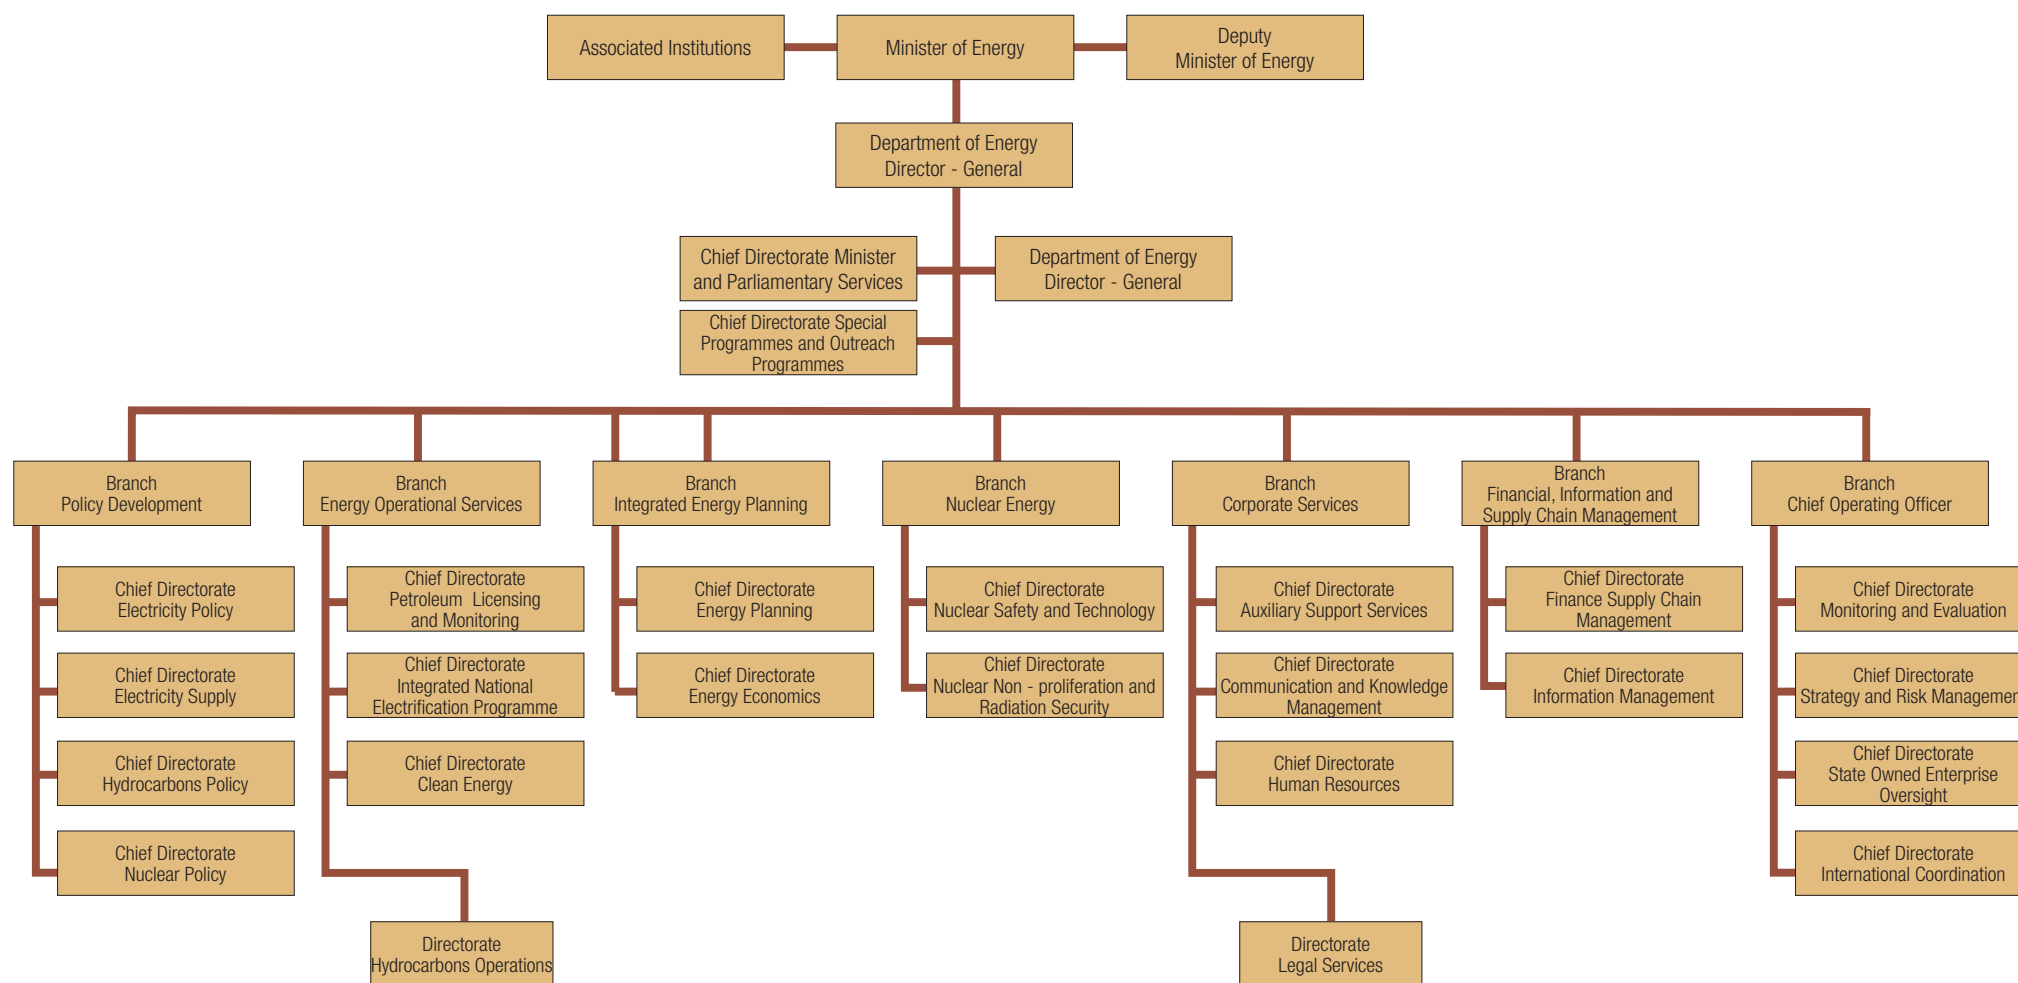 Associated Institutions
Minister of Energy
Deputy
Minister of Energy
Department of Energy
Director - General
Chief Directorate Minister
and Parliamentary Services
Department of Energy
Director - General
Chief Directorate Special
Programmes and Outreach
Programmes
Branch
Policy Development
Branch
Energy Operational Services
Branch
Integrated Energy Planning
Branch
Nuclear Energy
Branch
Corporate Services
Branch
Financial, Information and
Supply Chain Management
Branch
Chief Operating Officer
Chief Directorate
Electricity Policy
Chief Directorate
Petroleum Licensing
and Monitoring
Chief Directorate
Energy Planning
Chief Directorate
Nuclear Safety and Technology
Chief Directorate
Auxiliary Support Services
Chief Directorate
Finance Supply Chain
Management
Chief Directorate
Monitoring and Evaluation
Chief Directorate
Electricity Supply
Chief Directorate
Integrated National
Electrification Programme
Chief Directorate
Energy Economics
Chief Directorate
Nuclear Non - proliferation and
Radiation Security
Chief Directorate
Communication and Knowledge
Management
Chief Directorate
Information Management
Chief Directorate
Strategy and Risk Management
Chief Directorate
Hydrocarbons Policy
Chief Directorate
Clean Energy
Chief Directorate
Human Resources
Chief Directorate
State Owned Enterprise
Oversight
Chief Directorate
Nuclear Policy
Chief Directorate
International Coordination
Directorate
Hydrocarbons Operations
Directorate
Legal Services